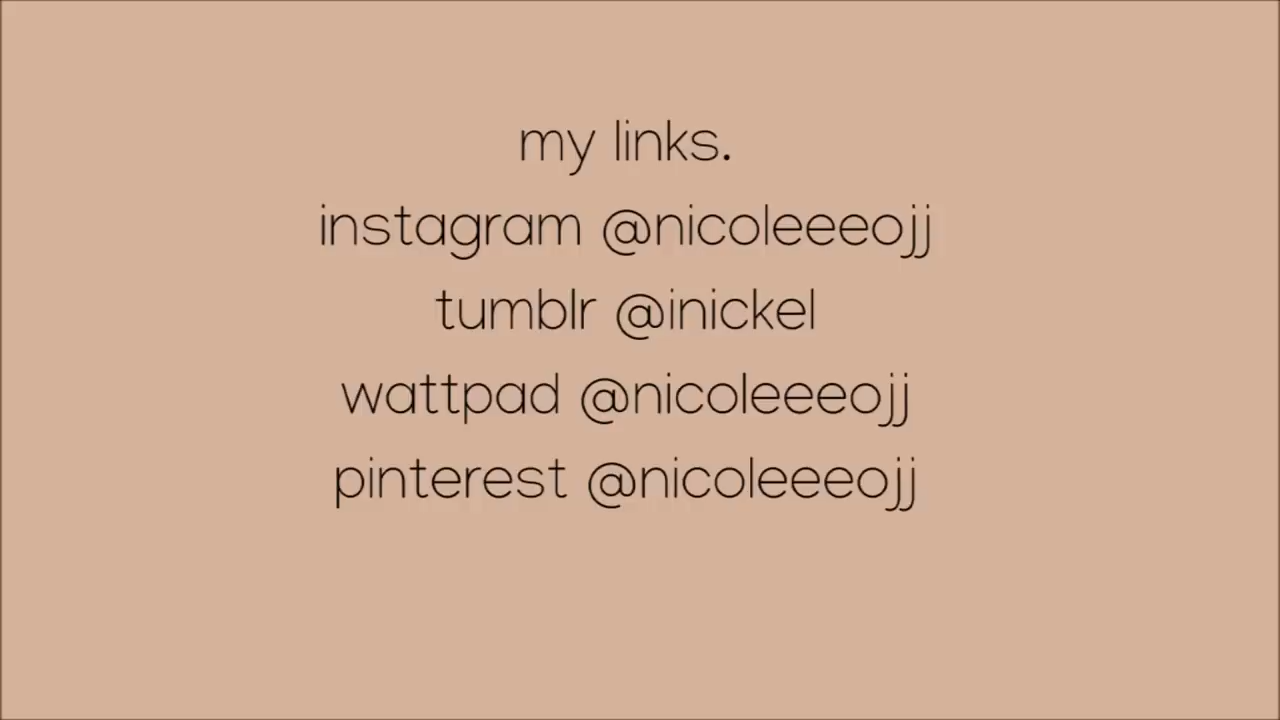 my links.
instagram @nicoleeeojj
tumblr @inickel
wattpad @nicoleeeojj
pinterest @nicoleeeojj